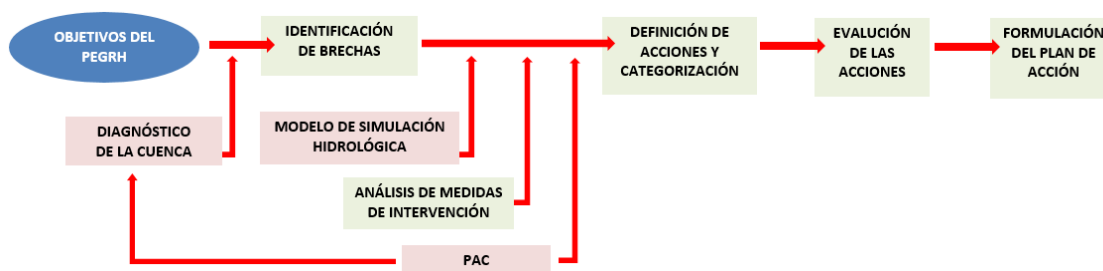 OBJETIVOS DEL
PEGRH
IDENTIFICACIÓN
DE BRECHAS
DEFINICIÓN DE
ACCIONES Y
CATEGORIZACIÓN
EVALUCIÓN
DE LAS
ACCIONES
FORMULACIÓN
DEL PLAN DE
ACCIÓN
DIAGNÓSTICO
DE LA CUENCA
MODELO DE SIMULACIÓN
HIDROLÓGICA
ANÁLISIS DE MEDIDAS
DE INTERVENCIÓN
PAC